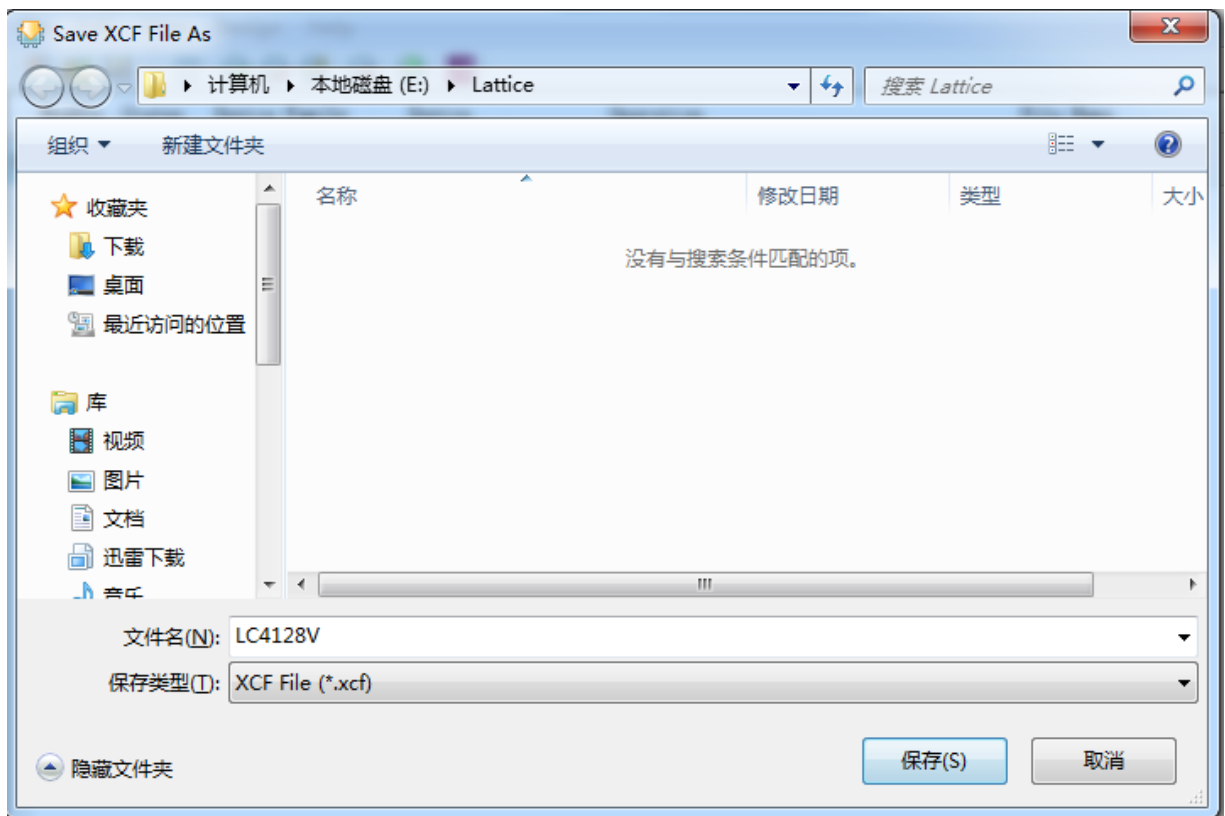 Save XCF File As
计算机 本地磁盘 (E:) Lattice
搜索 Lattice
组织 新建文件夹
名称 修改日期 类型 大小
没有与搜索条件匹配的项。
收藏夹
下载
桌面
最近访问的位置
库
视频
图片
文档
迅雷下载
音乐
文件名(N): LC4128V
保存类型(T): XCF File (*.xcf)
隐藏文件夹
保存(S) 取消